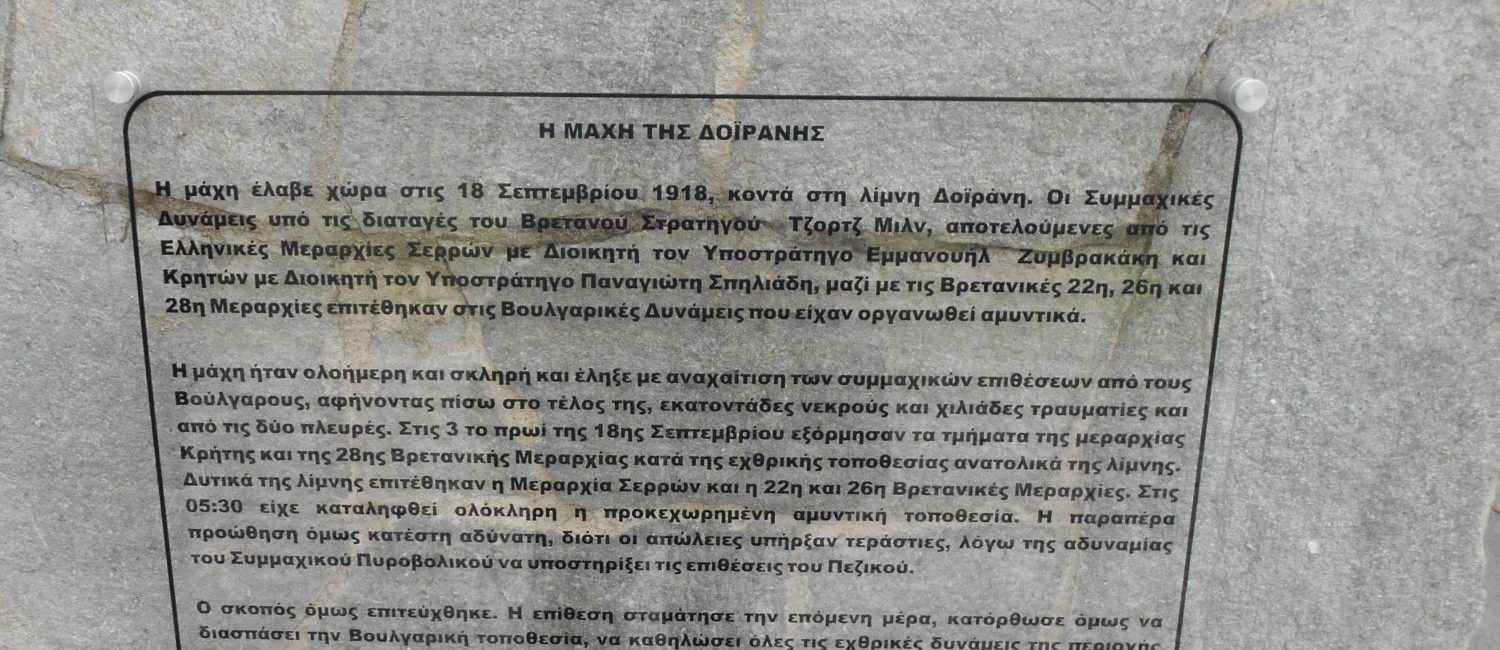 Η ΜΑΧΗ ΤΗΣ ΔΟΪΡΑΝΗΣ
Η μάχη έλαβε χώρα στις 18 Σεπτεμβρίου 1918, κοντά στη λίμνη Δοϊράνη. Οι Συμμαχικές
Δυνάμεις υπό τις διαταγές του Βρετανού Στρατηγού Τζορτζ Μιλν, αποτελούμενες από τις
Ελληνικές Μεραρχίες Σερρών με Διοικητή τον Υποστράτηγο Εμμανουήλ Ζυμβρακάκη και
Κρητών με Διοικητή τον Υποστράτηγο Παναγιώτη Σπηλιάδη, μαζί με τις Βρετανικές 22η, 26η και
28η Μεραρχίες επιτέθηκαν στις Βουλγαρικές Δυνάμεις που είχαν οργανωθεί αμυντικά.
Η μάχη ήταν ολοήμερη και σκληρή και έληξε με αναχαίτιση των συμμαχικών επιθέσεων από τους
Βούλγαρους, αφήνοντας πίσω στο τέλος της, εκατοντάδες νεκρούς και χιλιάδες τραυματίες και
από τις δύο πλευρές. Στις 3 το πρωί της 18ης Σεπτεμβρίου εξόρμησαν τα τμήματα της μεραρχίας
Κρήτης και της 28ης Βρετανικής Μεραρχίας κατά της εχθρικής τοποθεσίας ανατολικά της λίμνης.
Δυτικά της λίμνης επιτέθηκαν η Μεραρχία Σερρών και η 22η και 26η Βρετανικές Μεραρχίες. Στις
05:30 είχε καταληφθεί ολόκληρη η προκεχωρημένη αμυντική τοποθεσία. Η παραπέρα
προώθηση όμως κατέστη αδύνατη, διότι οι απώλειες υπήρξαν τεράστιες, λόγω της αδυναμίας
του Συμμαχικού Πυροβολικού να υποστηρίξει τις επιθέσεις του Πεζικού.
Ο σκοπός όμως επιτεύχθηκε. Η επίθεση σταμάτησε την επόμενη μέρα, κατόρθωσε όμως να
διασπάσει την Βουλγαρική τοποθεσία, να καθηλώσει όλες τις εχθρικές δυνάμεις της περιοχής